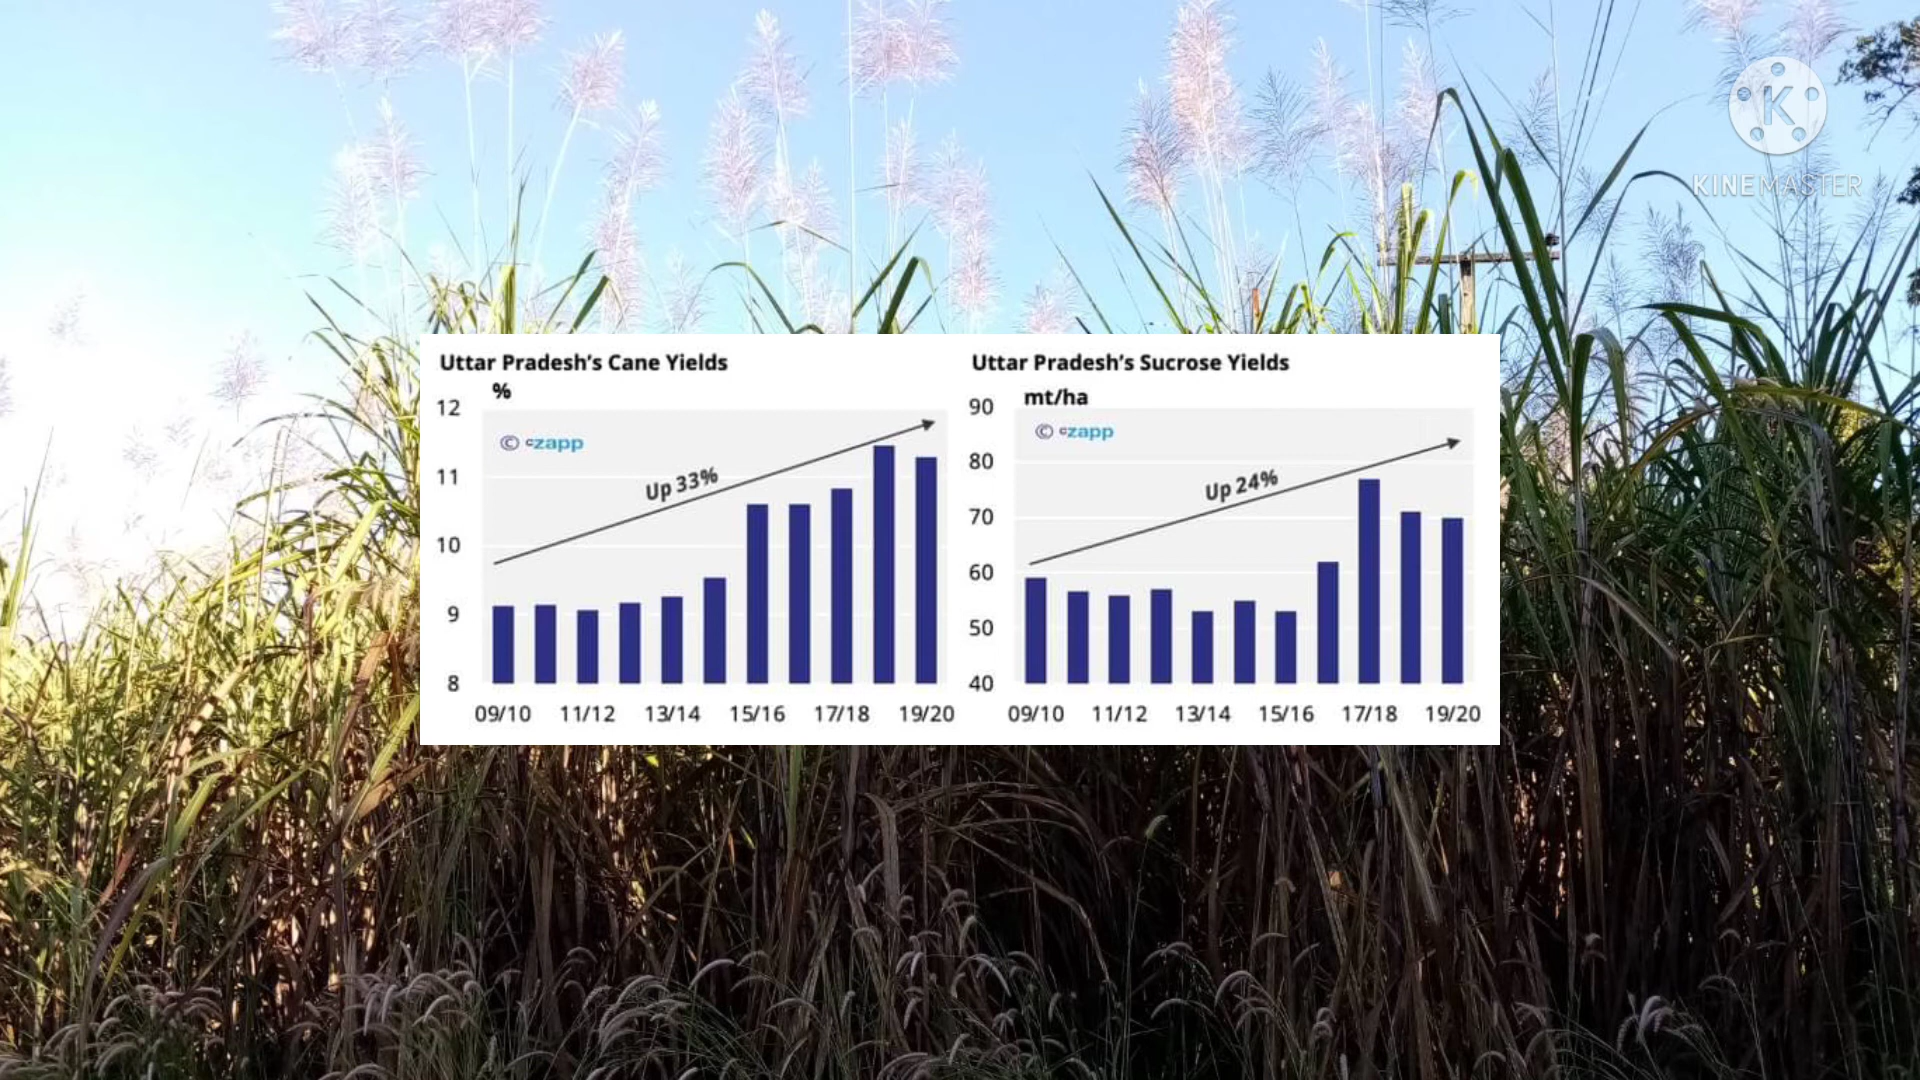 K
KINEMASTER
Uttar Pradesh's Cane Yields
%
12
11
10
9
8
© czapp
Up 33%
09/10 11/12 13/14 15/16 17/18 19/20
Uttar Pradesh's Sucrose Yields
mt/ha
90
80
70
60
50
40
© czapp
Up 24%
09/10 11/12 13/14 15/16 17/18 19/20